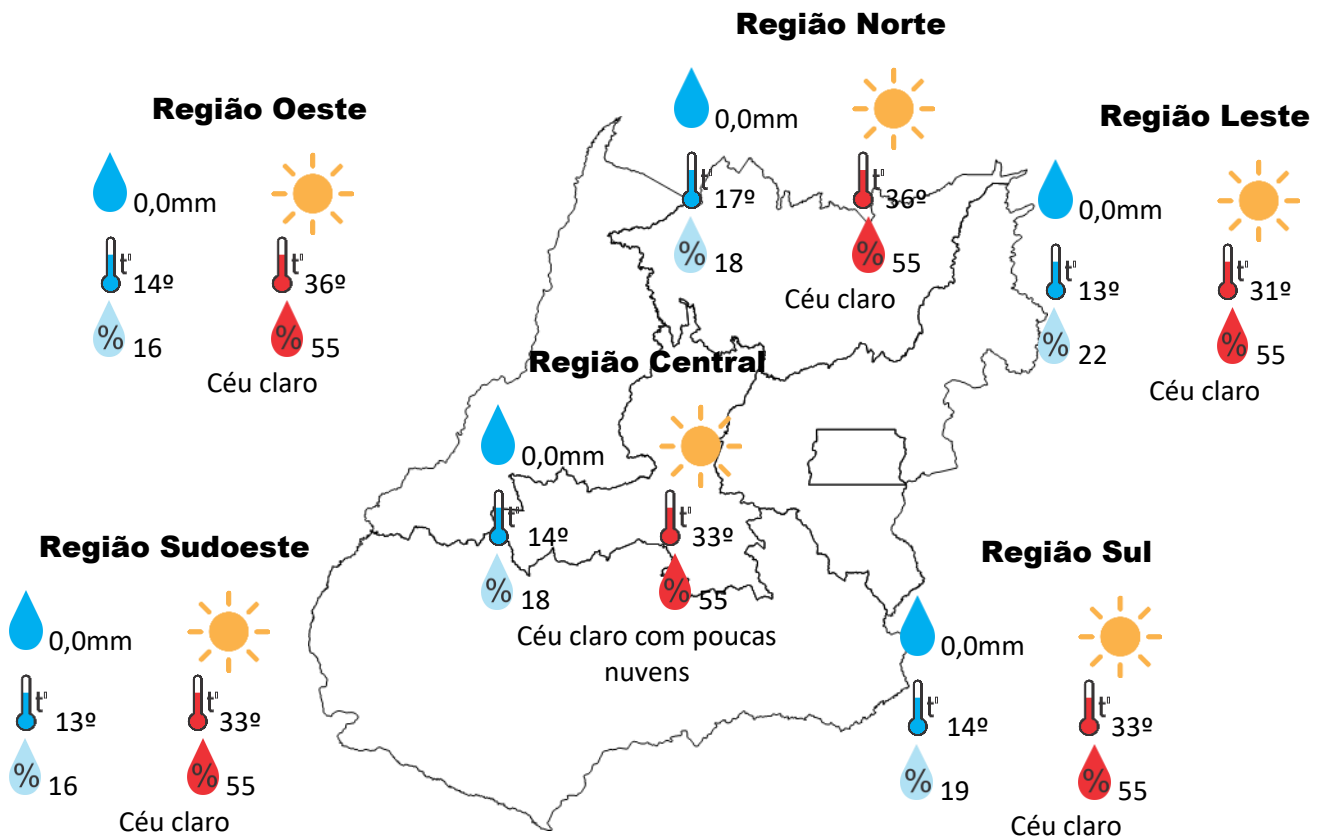 Região Norte
0,0mm
t° 17º
t° 36º
% 18
% 55
Céu claro
Região Oeste
0,0mm
t° 14º
t° 36º
% 16
% 55
Céu claro
Região Leste
0,0mm
t° 13º
t° 31º
% 22
% 55
Céu claro
Região Central
0,0mm
t° 14º
t° 33º
% 18
% 55
Céu claro com poucas
nuvens
Região Sudoeste
0,0mm
t° 13º
t° 33º
% 16
% 55
Céu claro
Região Sul
0,0mm
t° 14º
t° 33º
% 19
% 55
Céu claro